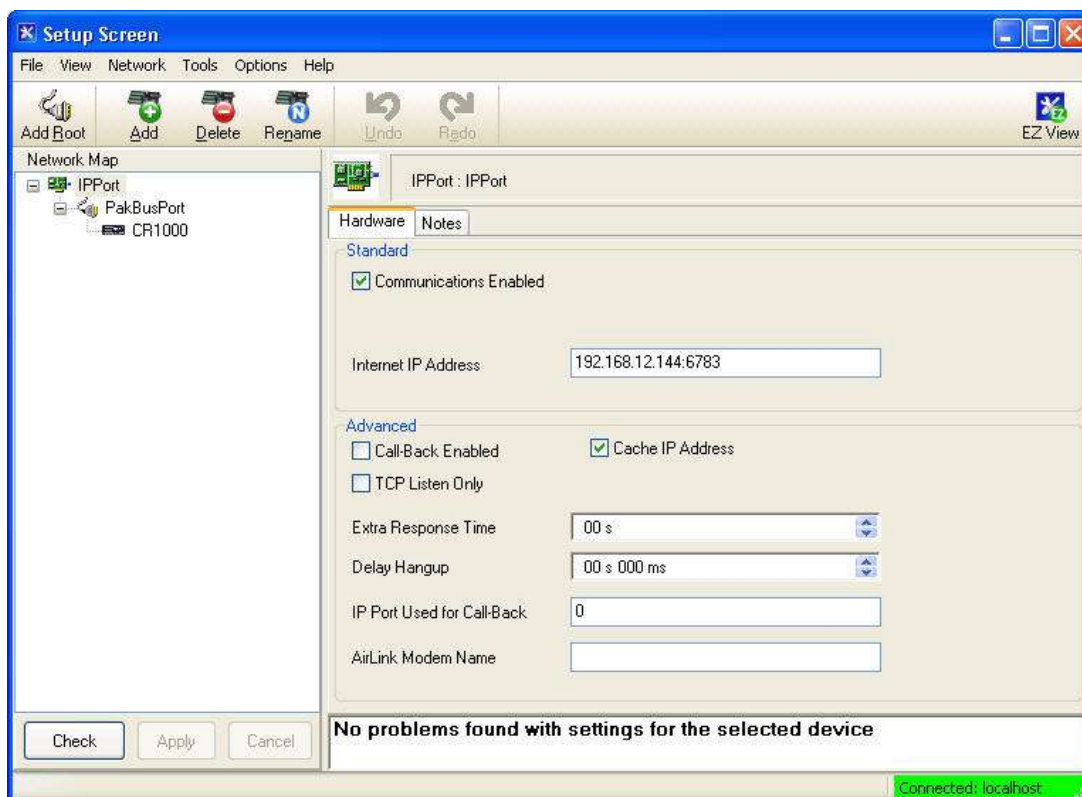 Setup Screen
File View Network Tools Options Help
Add Root Add Delete Rename Undo Redo EZ View
Network Map
IPPort
PakBusPort
CR1000
IPPort : IPPort
Hardware Notes
Standard
Communications Enabled
Internet IP Address 192.168.12.144:6783
Advanced
Call-Back Enabled Cache IP Address
TCP Listen Only
Extra Response Time 00 s
Delay Hangup 00 s 000 ms
IP Port Used for Call-Back 0
AirLink Modem Name
Check Apply Cancel
No problems found with settings for the selected device
Connected: localhost